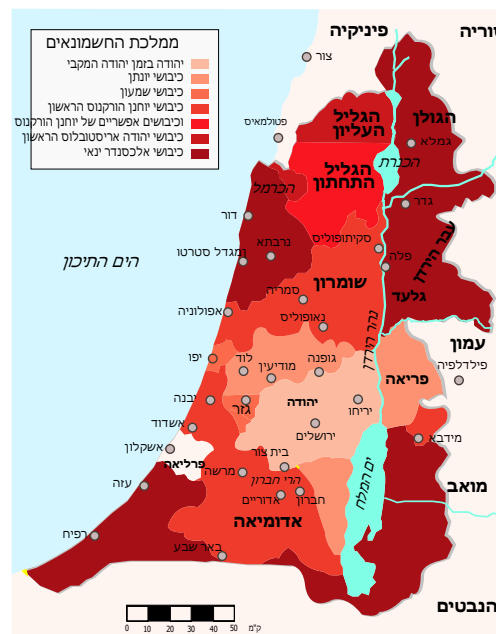 ממלכת החשמונאים
יהודה בזמן יהודה המקבי
כיבושי יונתן
כיבושי שמעון
כיבושי יוחנן הורקנוס הראשון
וכיבושים אפשריים של יוחנן הורקנוס
כיבושי יהודה אריסטובלוס הראשון
כיבושי אלכסנדר ינאי
פיניקיה
סוריה
צור
פטולמאיס
הגליל
העליון
הגולן
גמלא
הכנרת
הגליל
התחתון
הכרמל
גדר
דור
סקיתופוליס
עבר הירדן
נרבתא
ומגדל סטרטו
פלה
הים התיכון
שומרון
גלעד
סמריה
אפולוניה
נאופוליס
נהר הירדן
עמון
יפו
לוד
מודיעין
גופנה
פריאה
פילדלפיה
יבנה
גזר
יהודה
יריחו
אשדוד
ירושלים
מידבא
אשקלון
בית צור
פרליאה
מרשה
הרי חברון
ים המלח
מואב
עזה
אדוריים
חברון
אדומיאה
רפיח
באר שבע
הנבטים
0 10 20 30 40 50 ק"מ